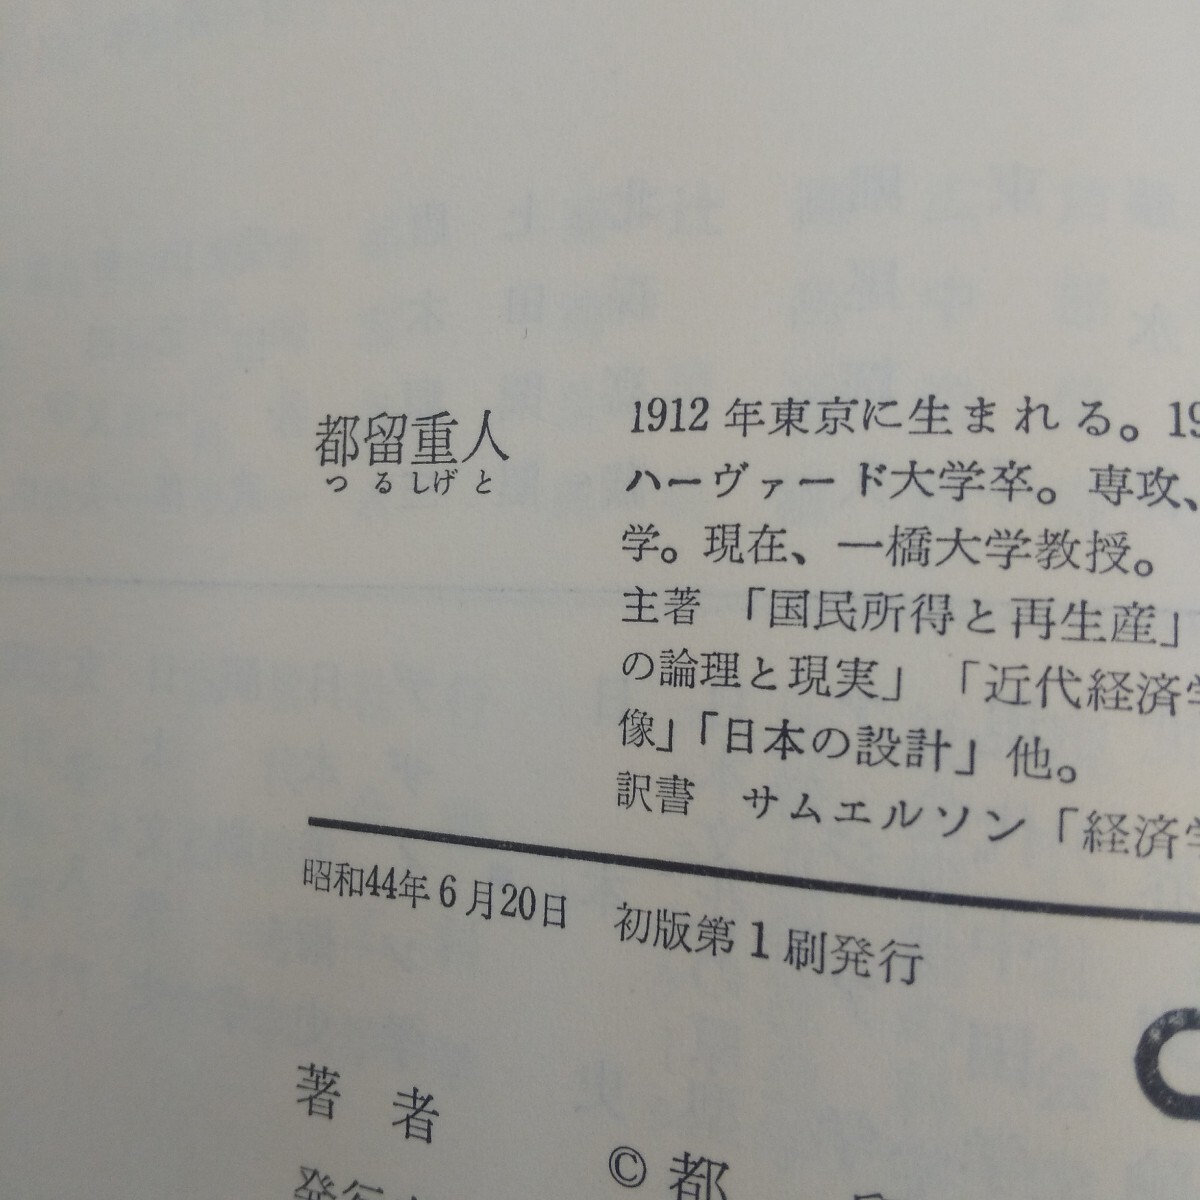 都留重人
つるしげと
1912年東京に生まれる。19
ハーヴァード大学卒。専攻、
学。現在、一橋大学教授。
主著 「国民所得と再生産」
の論理と現実」「近代経済学
像」「日本の設計」他。
訳書 サムエルソン「経済学
昭和44年6月20日 初版第1刷発行
著者
© 都
発行